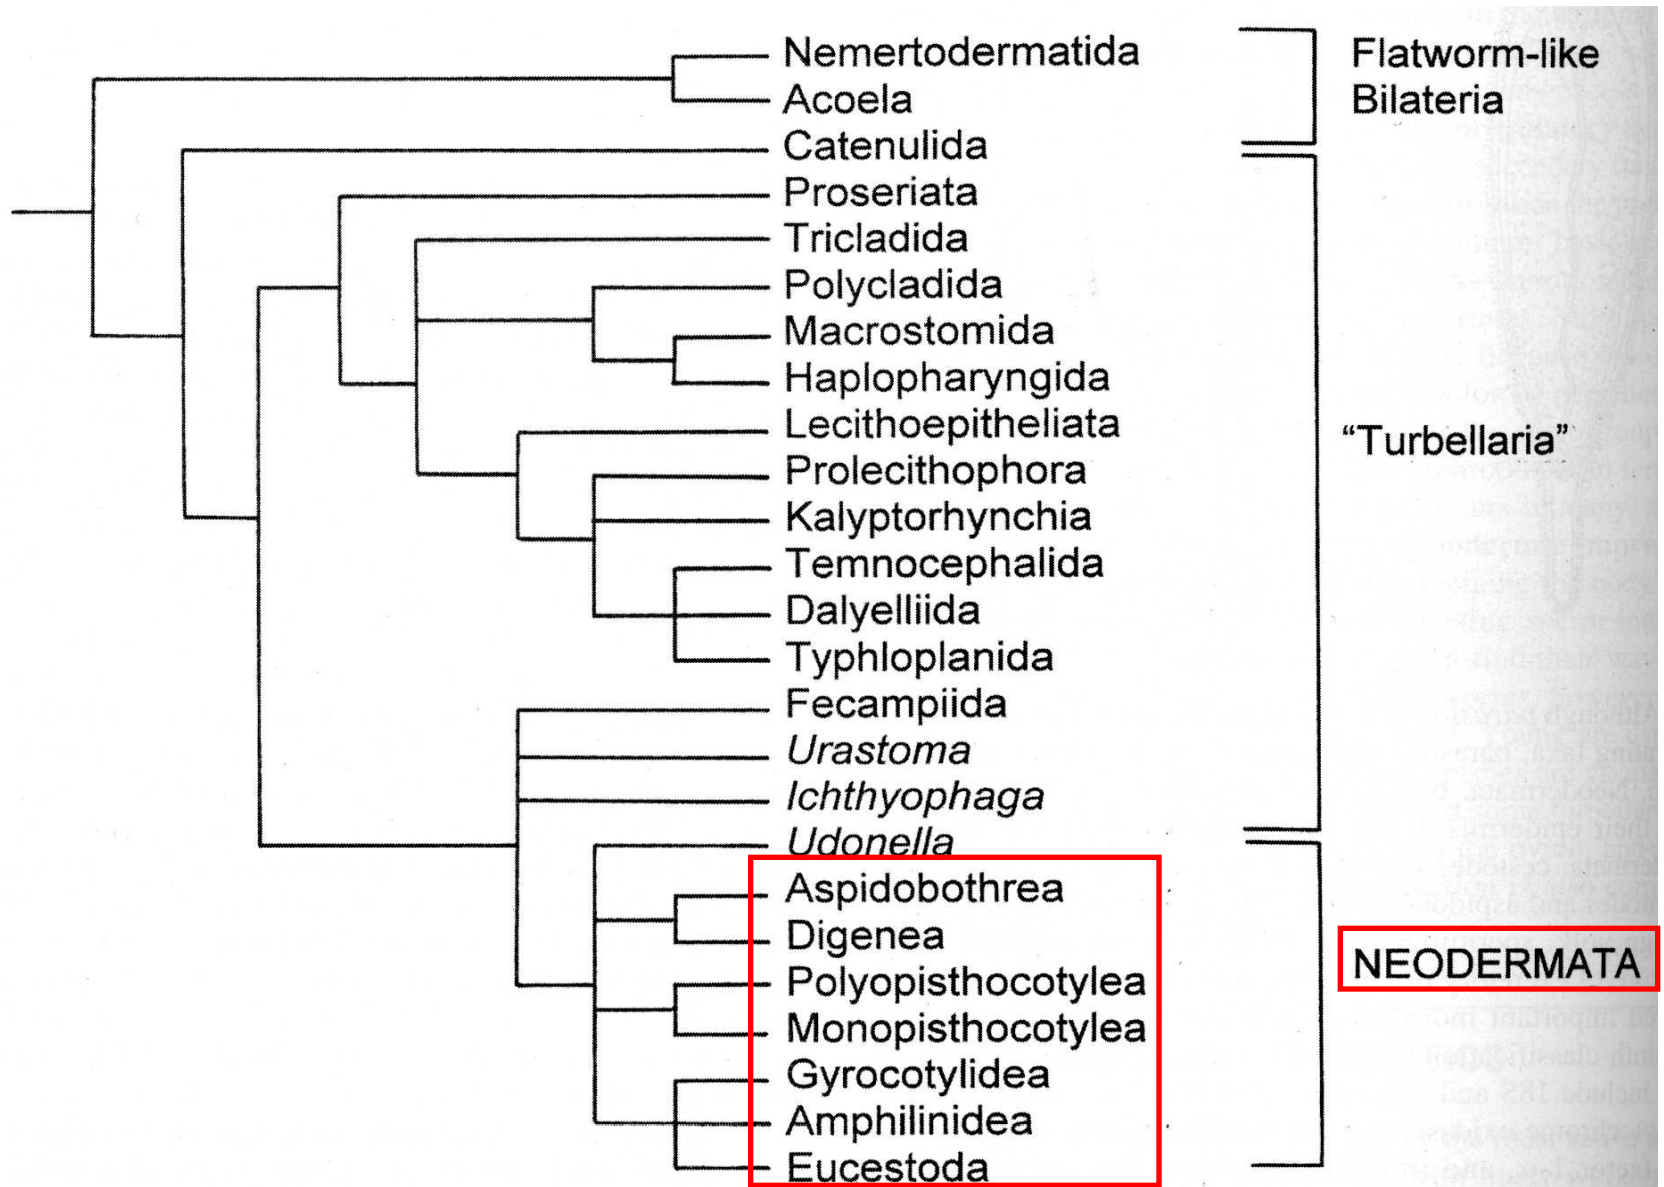 Nemertodermatida
Acoela
Catenulida
Proseriata
Tricladida
Polycladida
Macrostomida
Haplopharyngida
Lecithoepitheliata
Prolecithophora
Kalyptorhynchia
Temnocephalida
Dalyelliida
Typhloplanida
Fecampiida
Urastoma
Ichthyophaga
Udonella
Aspidobothrea
Digenea
Polyopisthocotylea
Monopisthocotylea
Gyrocotylidea
Amphilinidea
Eucestoda
Flatworm-like
Bilateria
“Turbellaria”
NEODERMATA